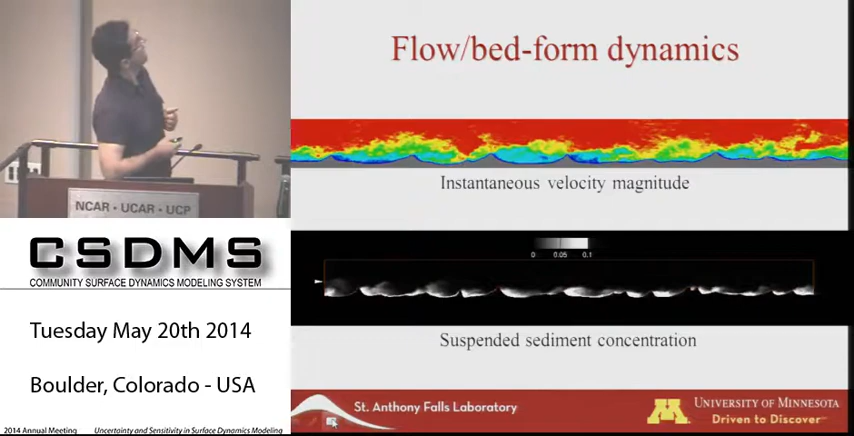 Flow/bed-form dynamics
Instantaneous velocity magnitude
0 0.05 0.1
Suspended sediment concentration
St. Anthony Falls Laboratory
M
UNIVERSITY OF MINNESOTA
Driven to Discover℠
NCAR • UCAR • UCP
CSDMS
COMMUNITY SURFACE DYNAMICS MODELING SYSTEM
Tuesday May 20th 2014
Boulder, Colorado - USA
2014 Annual Meeting
Uncertainty and Sensitivity in Surface Dynamics Modeling